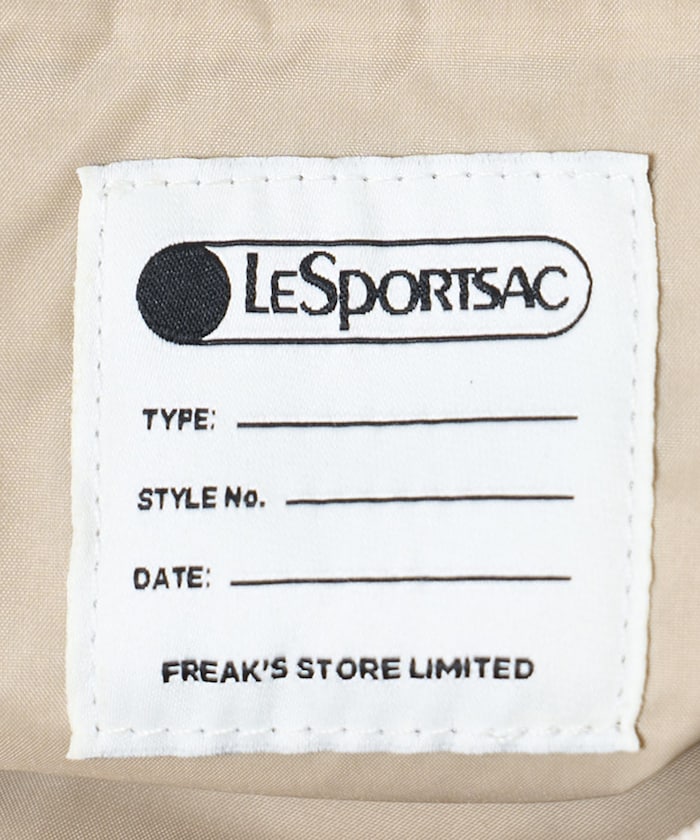 LESPORTSAC
TYPE:
STYLE No.
DATE:
FREAK'S STORE LIMITED